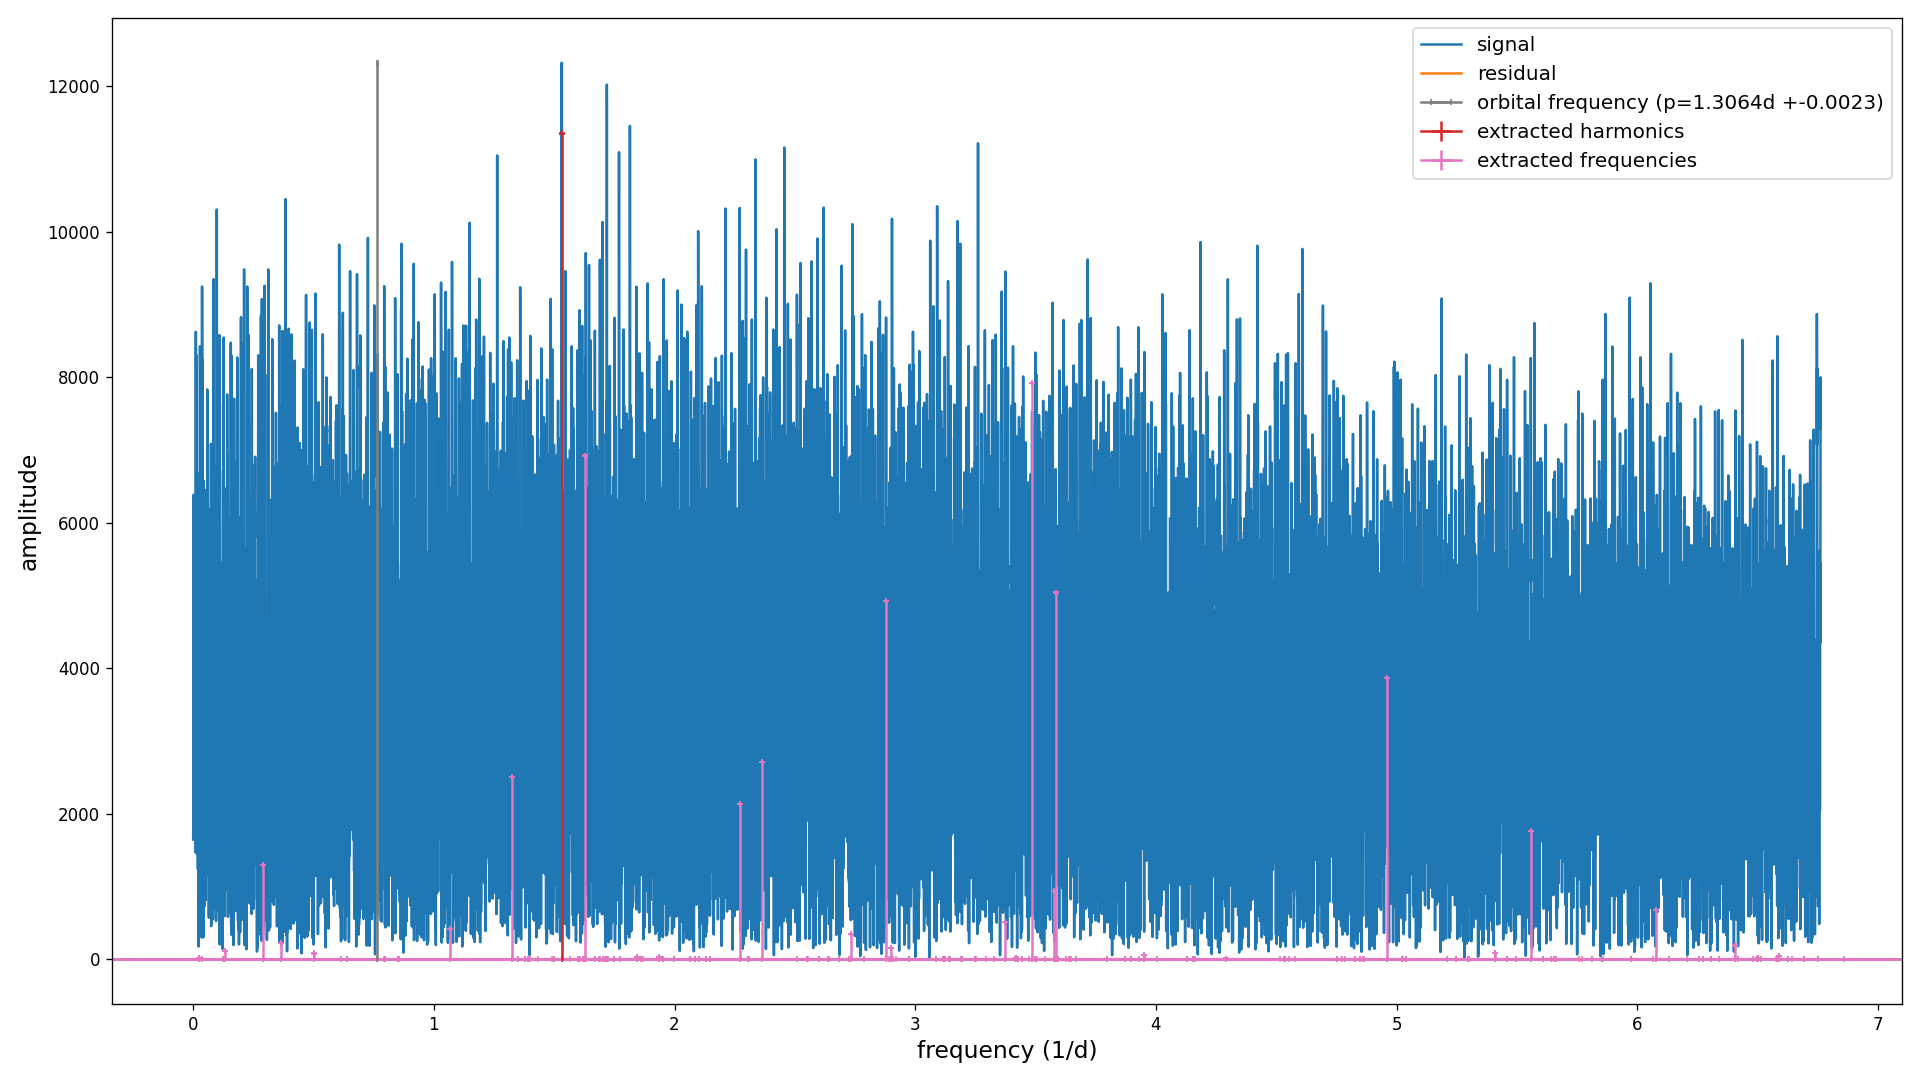 signal
residual
orbital frequency (p=1.3064d +-0.0023)
extracted harmonics
extracted frequencies
12000
10000
8000
6000
4000
2000
0
amplitude
0 1 2 3 4 5 6 7
frequency (1/d)